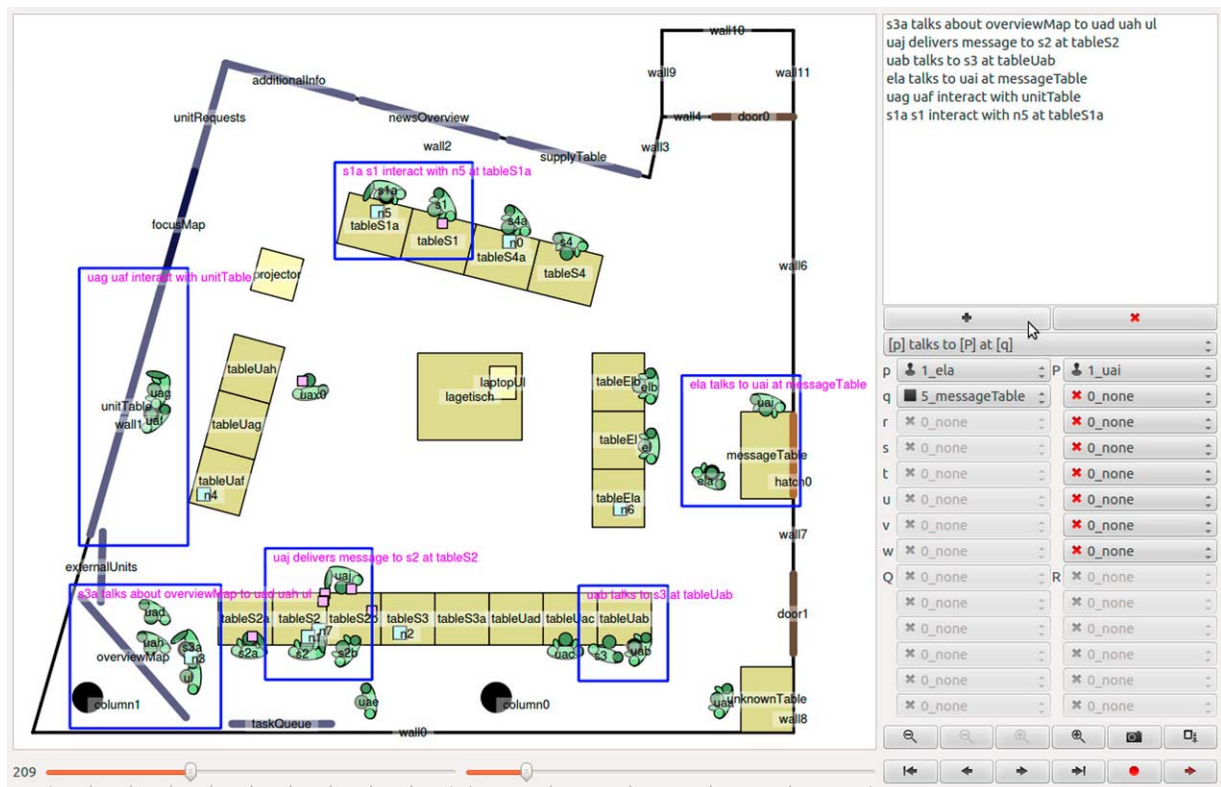 wall10
wall9
wall11
additionalInfo
unitRequests
newsOverview
wall4
door0
wall2
wall3
supplyTable
s1a s1 interact with n5 at tableS1a
s1a
s1
n5
tableS1a
tableS1
s4a
n0
s4
tableS4a
tableS4
focusMap
wall6
uag uaf interact with unitTable
projector
tableUah
uax0
uag
unitTable
wall1
uaf
tableUag
tableUaf
n4
laptopUl
lagetisch
tableElb
elb
tableEl
el
tableEla
n6
ela talks to uai at messageTable
uai
messageTable
ela
hatch0
wall7
externalUnits
uaj delivers message to s2 at tableS2
uaj
s3a talks about overviewMap to uad uah ul
uab talks to s3 at tableUab
uad
tableS2a
tableS2
tableS2b
tableS3
tableS3a
tableUad
tableUac
tableUab
door1
n7
n2
uah
s3a
overviewMap
n3
ul
s2a
s2
s2b
uac
s3
uab
column1
uae
column0
uaa
unknownTable
taskQueue
wall0
wall8
209
s3a talks about overviewMap to uad uah ul
uaj delivers message to s2 at tableS2
uab talks to s3 at tableUab
ela talks to uai at messageTable
uag uaf interact with unitTable
s1a s1 interact with n5 at tableS1a
[p] talks to [P] at [q]
p 1_ela P 1_uai
q 5_messageTable 0_none
r 0_none 0_none
s 0_none 0_none
t 0_none 0_none
u 0_none 0_none
v 0_none 0_none
w 0_none 0_none
Q 0_none R 0_none
0_none 0_none
0_none 0_none
0_none 0_none
0_none 0_none
0_none 0_none